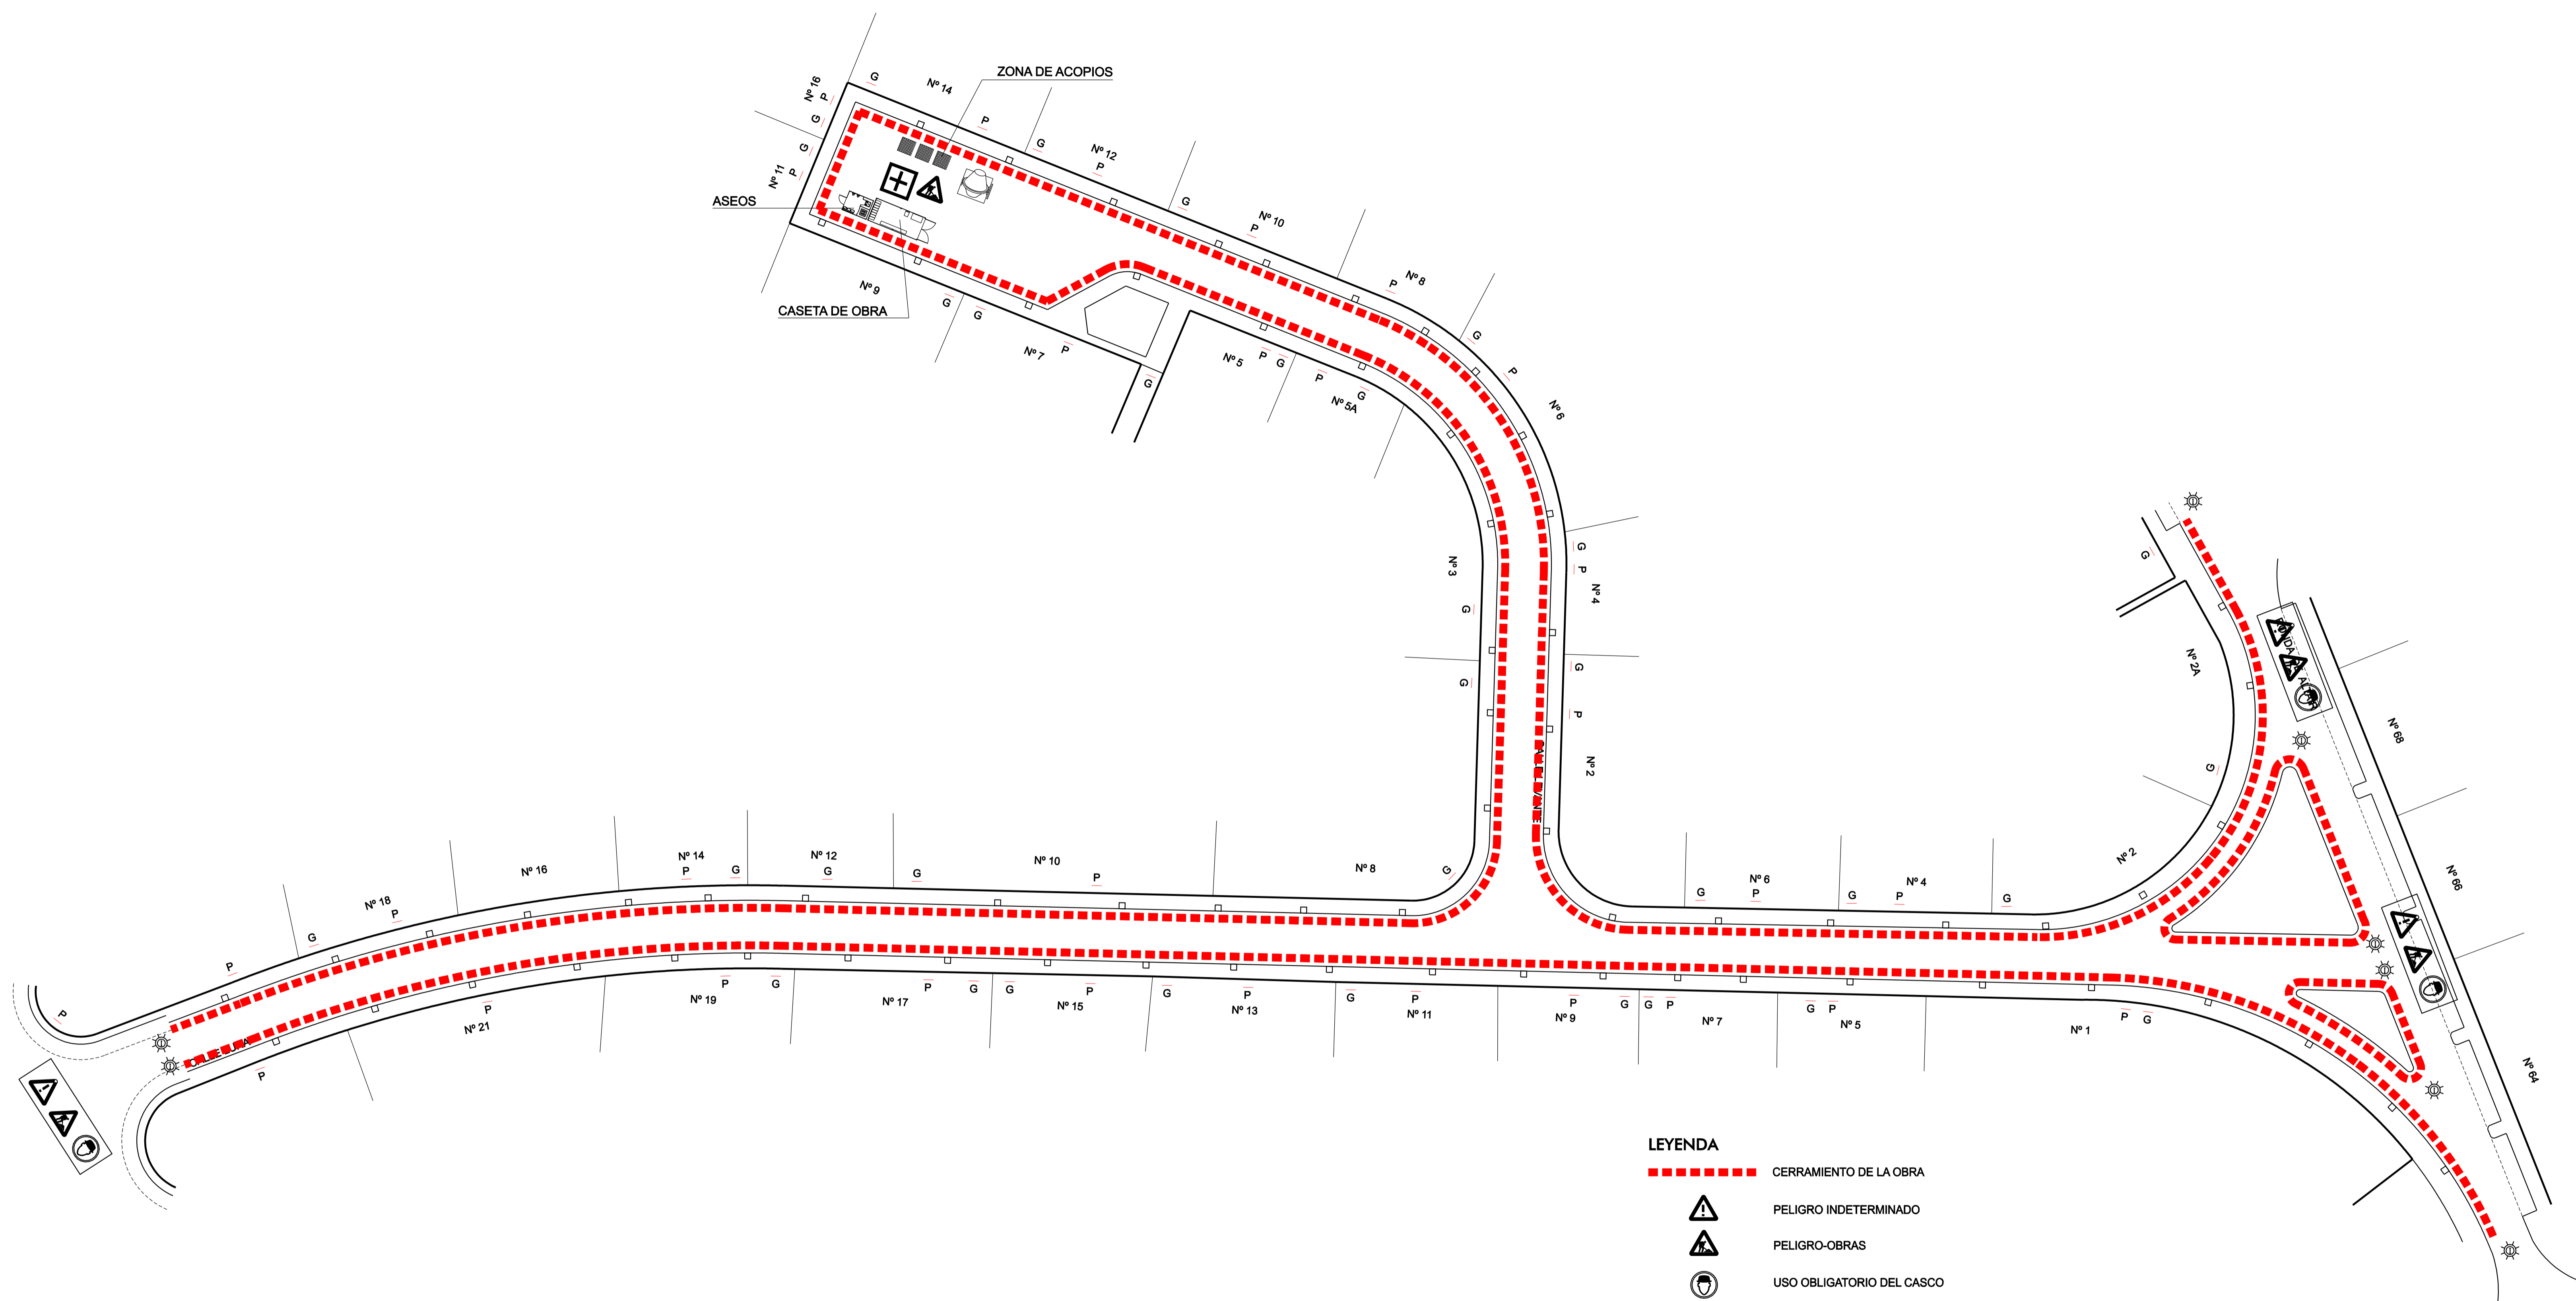 ZONA DE ACOPIOS
Nº 16
P
G
G
Nº 14
P
G
Nº 12
P
G
Nº 11
P
G
ASEOS
G
Nº 10
P
Nº 8
P
CASETA DE OBRA
Nº 9
G
G
Nº 7
P
G
Nº 5
P
G
P
G
Nº 5A
G
P
Nº 6
Nº 3
G
G
G
P
Nº 4
G
P
Nº 2
G
Nº 2A
G
Nº 2
Nº 68
Nº 66
Nº 64
P
P
G
Nº 18
P
Nº 16
Nº 14
P
G
Nº 12
G
G
Nº 10
P
Nº 8
G
G
Nº 6
P
G
Nº 4
P
G
P
Nº 21
P
Nº 19
P
G
Nº 17
P
G
G
Nº 15
P
G
Nº 13
P
G
Nº 11
P
Nº 9
P
G
G
P
Nº 7
G
P
Nº 5
Nº 1
P
G
LEYENDA
CERRAMIENTO DE LA OBRA
PELIGRO INDETERMINADO
PELIGRO-OBRAS
USO OBLIGATORIO DEL CASCO